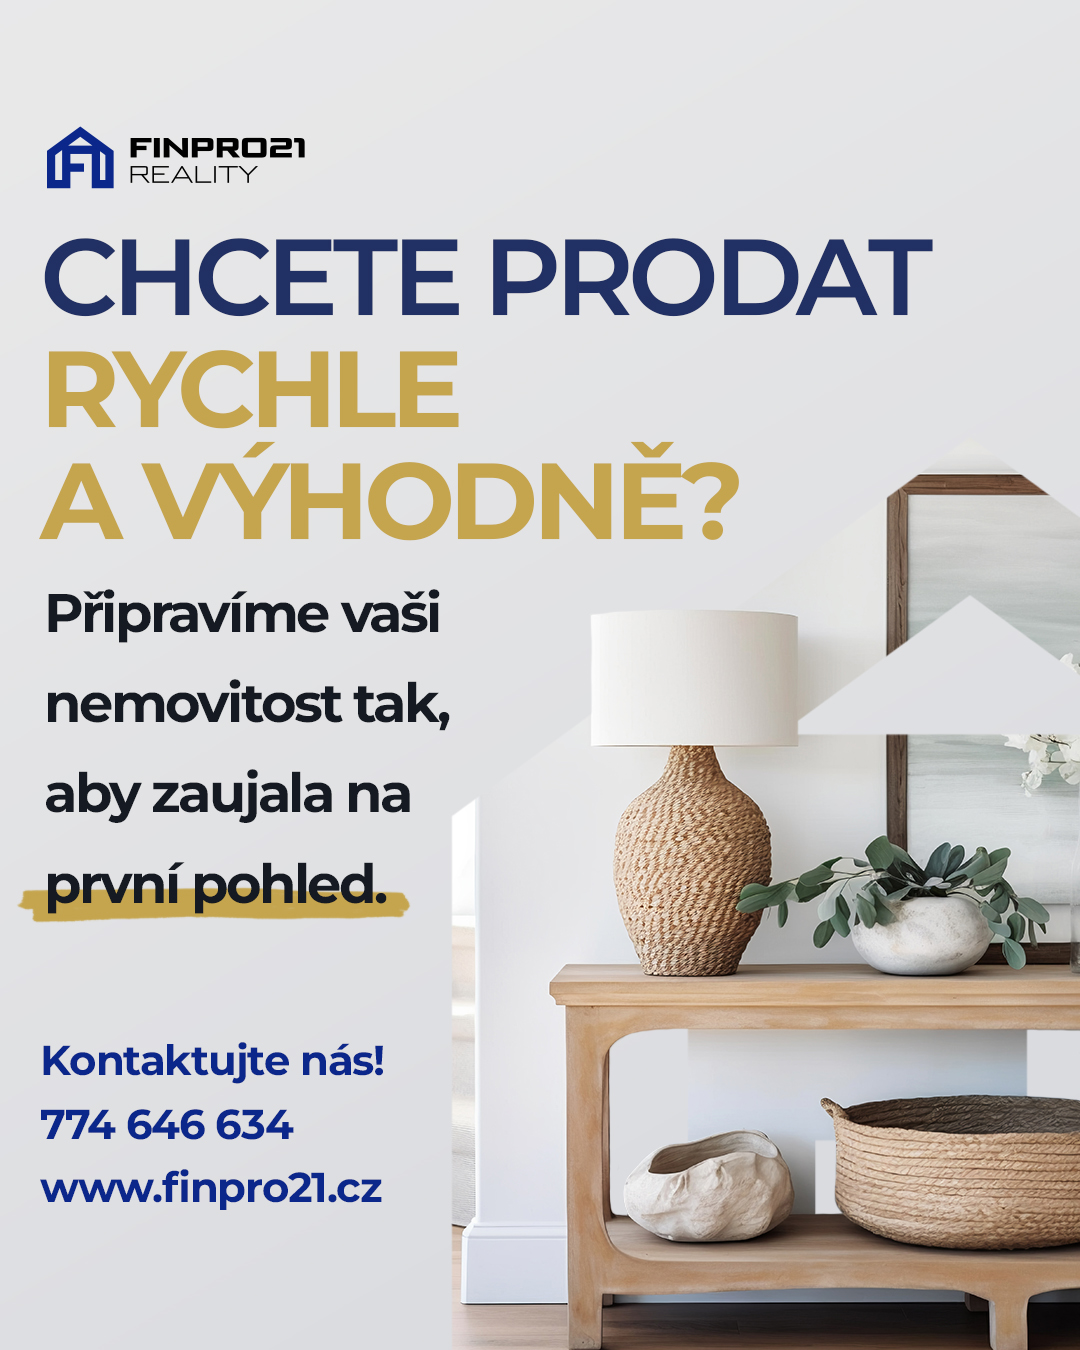 FINPRO21
REALITY
CHCETE PRODAT
RYCHLE
A VÝHODNĚ?
Připravíme vaši
nemovitost tak,
aby zaujala na
první pohled.
Kontaktujte nás!
774 646 634
www.finpro21.cz